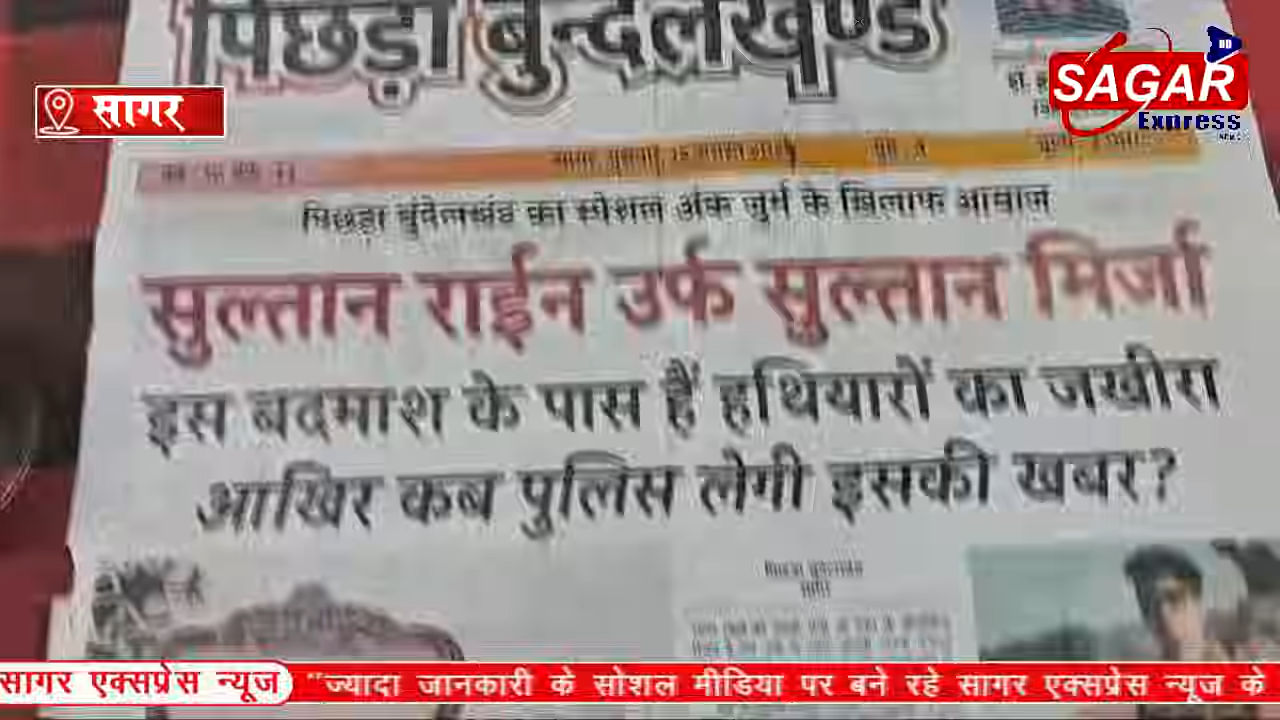 पिछड़ा बुन्देलखण्ड
सागर
SAGAR
Express
पिछड़ा बुंदेलखंड का स्पेशल अंक जुर्म के खिलाफ आवाज
सुल्तान राईन उर्फ सुल्तान मिर्जा
इस बदमाश के पास हैं हथियारों का जखीरा
आखिर कब पुलिस लेगी इसकी खबर?
सागर एक्सप्रेस न्यूज "ज्यादा जानकारी के सोशल मीडिया पर बने रहे सागर एक्सप्रेस न्यूज के